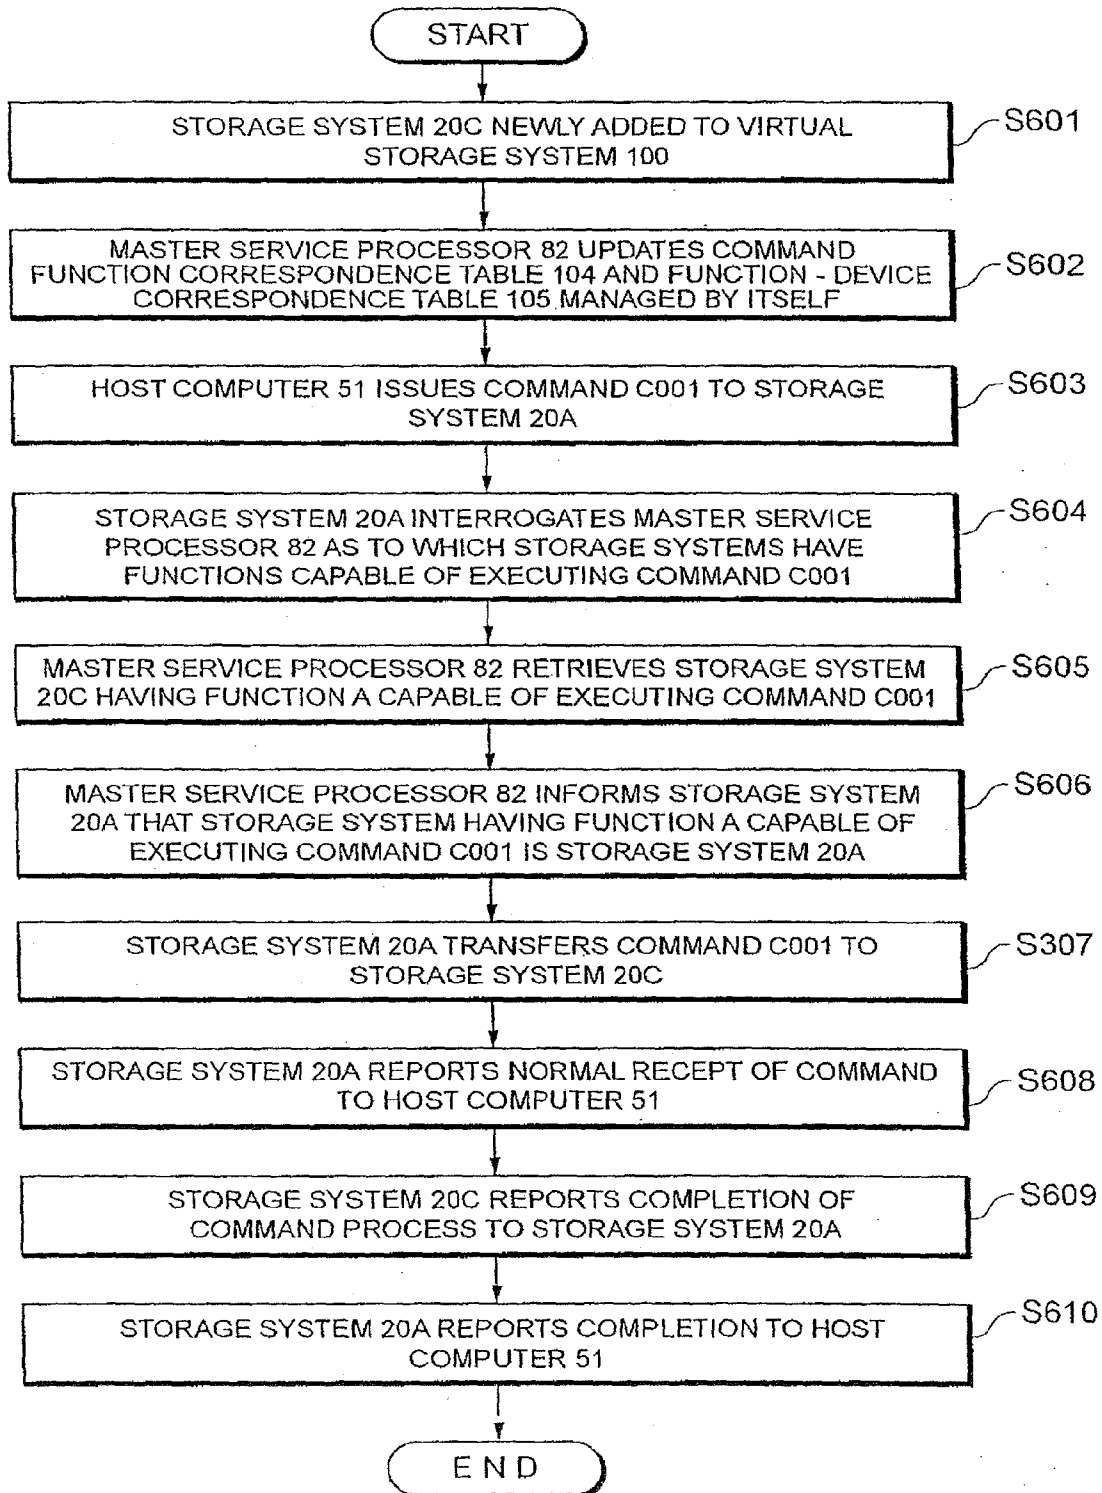 START
STORAGE SYSTEM 20C NEWLY ADDED TO VIRTUAL
STORAGE SYSTEM 100
S601
MASTER SERVICE PROCESSOR 82 UPDATES COMMAND
FUNCTION CORRESPONDENCE TABLE 104 AND FUNCTION - DEVICE
CORRESPONDENCE TABLE 105 MANAGED BY ITSELF
S602
HOST COMPUTER 51 ISSUES COMMAND C001 TO STORAGE
SYSTEM 20A
S603
STORAGE SYSTEM 20A INTERROGATES MASTER SERVICE
PROCESSOR 82 AS TO WHICH STORAGE SYSTEMS HAVE
FUNCTIONS CAPABLE OF EXECUTING COMMAND C001
S604
MASTER SERVICE PROCESSOR 82 RETRIEVES STORAGE SYSTEM
20C HAVING FUNCTION A CAPABLE OF EXECUTING COMMAND C001
S605
MASTER SERVICE PROCESSOR 82 INFORMS STORAGE SYSTEM
20A THAT STORAGE SYSTEM HAVING FUNCTION A CAPABLE OF
EXECUTING COMMAND C001 IS STORAGE SYSTEM 20A
S606
STORAGE SYSTEM 20A TRANSFERS COMMAND C001 TO
STORAGE SYSTEM 20C
S307
STORAGE SYSTEM 20A REPORTS NORMAL RECEPT OF COMMAND
TO HOST COMPUTER 51
S608
STORAGE SYSTEM 20C REPORTS COMPLETION OF
COMMAND PROCESS TO STORAGE SYSTEM 20A
S609
STORAGE SYSTEM 20A REPORTS COMPLETION TO HOST
COMPUTER 51
S610
END